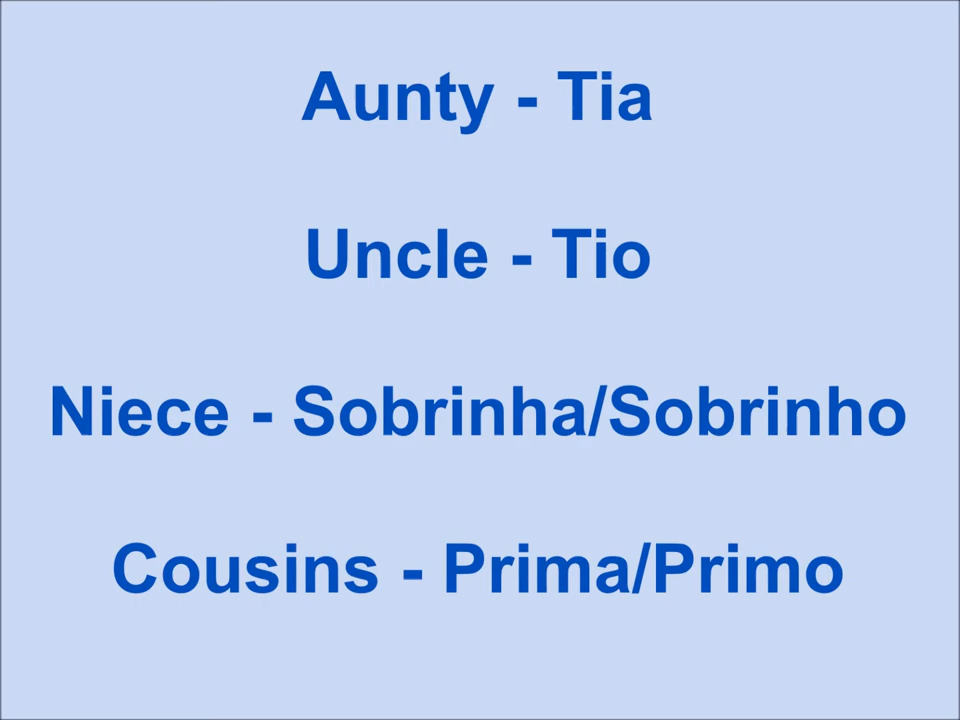 Aunty - Tia
Uncle - Tio
Niece - Sobrinha/Sobrinho
Cousins - Prima/Primo